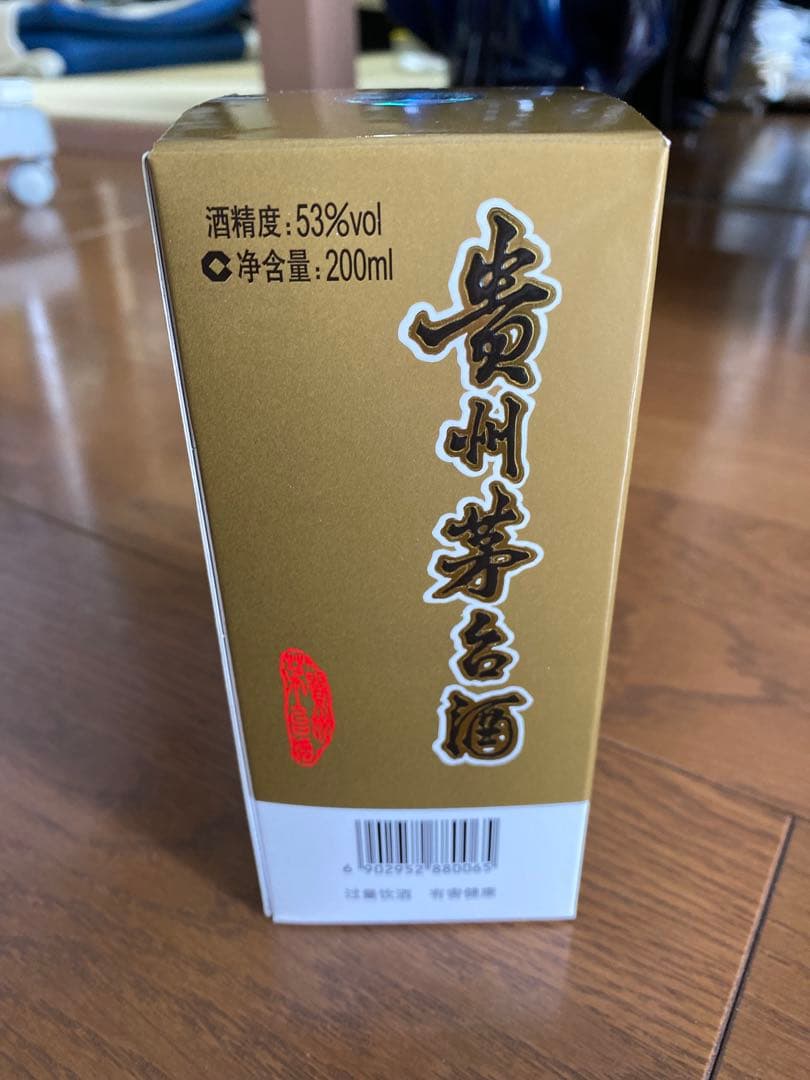 酒精度:53%vol
净含量:200ml
貴州茅台酒
6 902952 880065
过量饮酒 有害健康